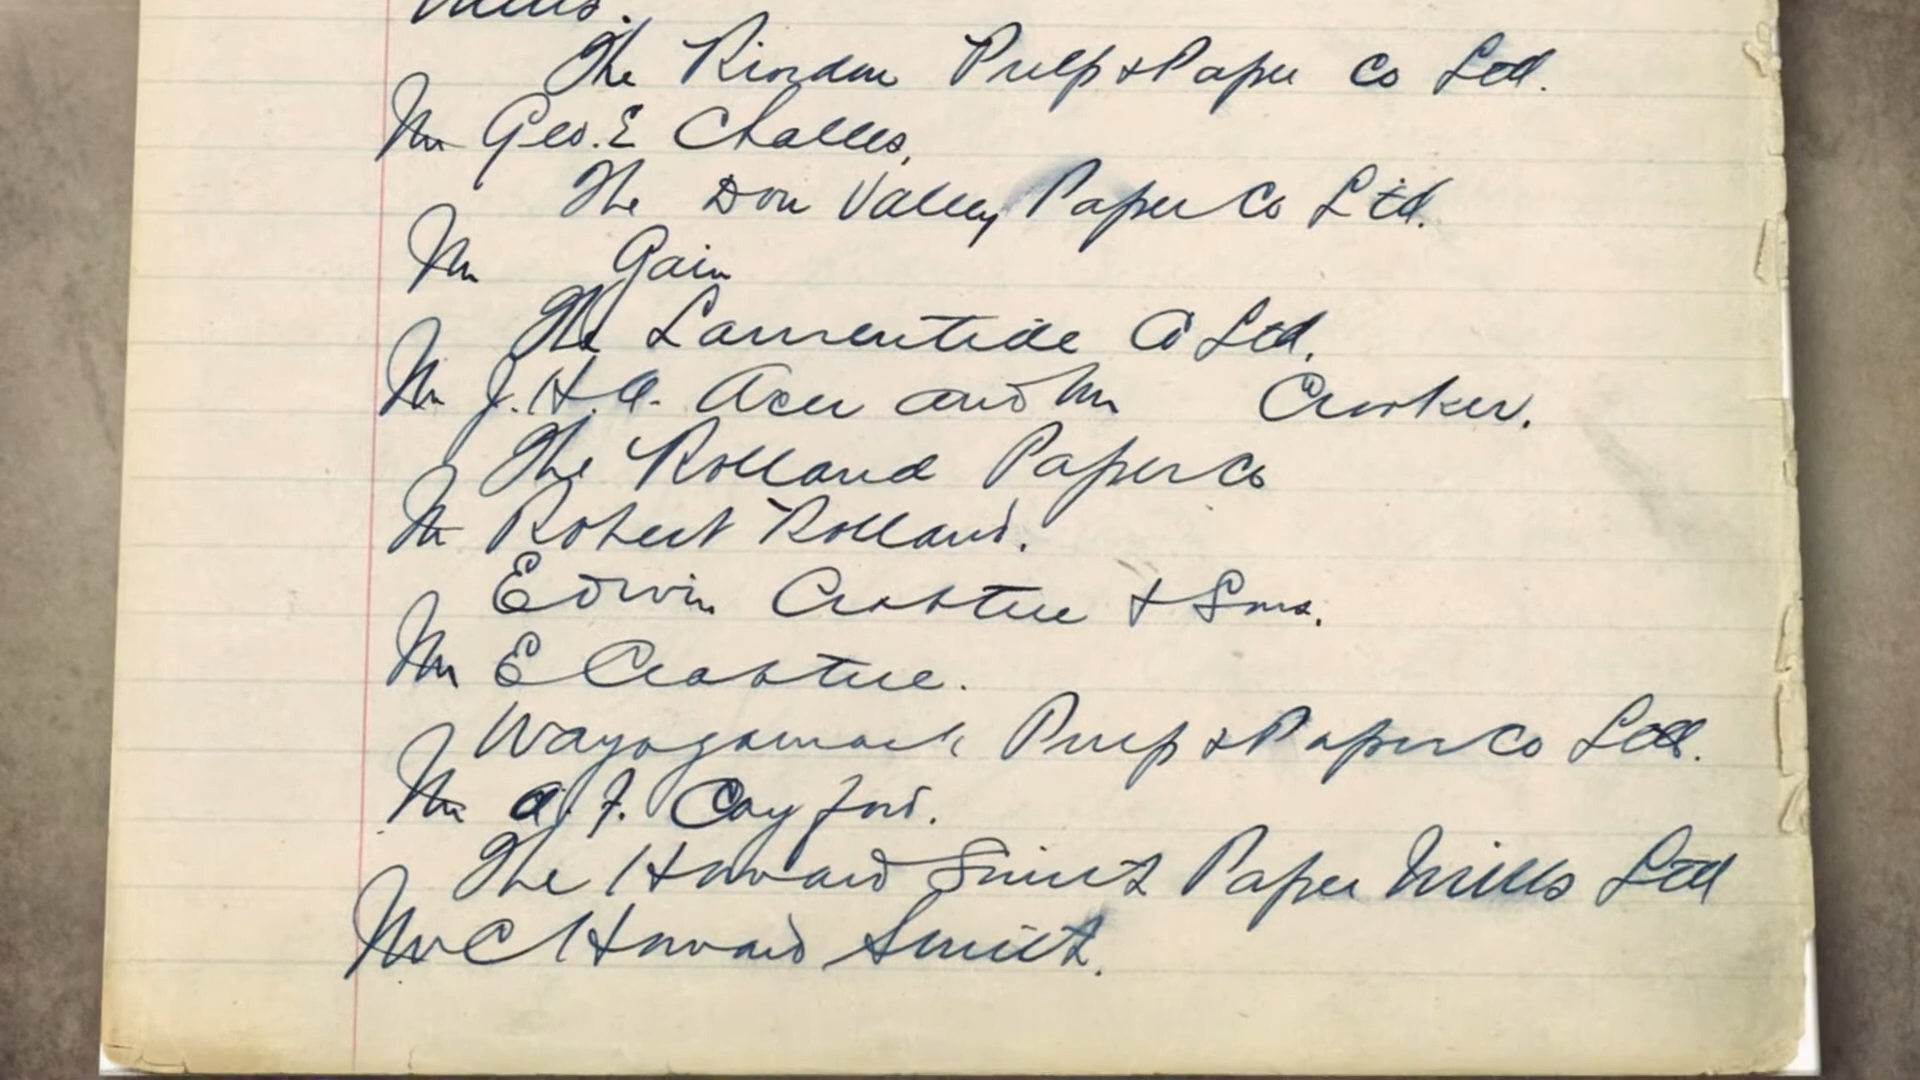 The Riordon Pulp & Paper Co Ltd.
Mr Geo. E Challes,
The Don Valley Paper Co Ltd.
Mr Gain
The Laurentide Co Ltd.
Mr J. H. A. Acer and Mr Crocker.
The Rolland Paper Co
Mr Robert Rolland.
Edwin Crabtree & Sons.
Mr E Crabtree.
Wayagamack Pulp & Paper Co Ltd.
Mr A. F. Cayford.
The Howard Smith Paper Mills Ltd
Mr C Howard Smith.